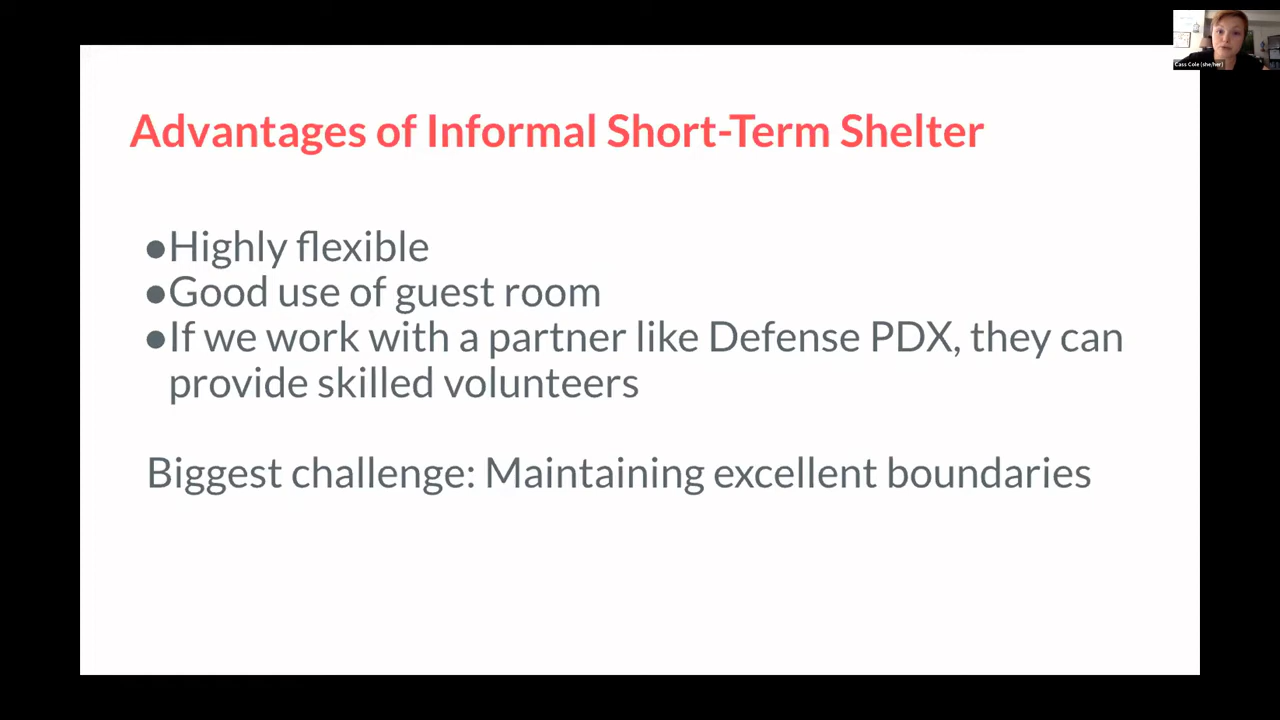 Advantages of Informal Short-Term Shelter
●Highly flexible
●Good use of guest room
●If we work with a partner like Defense PDX, they can
provide skilled volunteers
Biggest challenge: Maintaining excellent boundaries
Cass Cole (she/her)